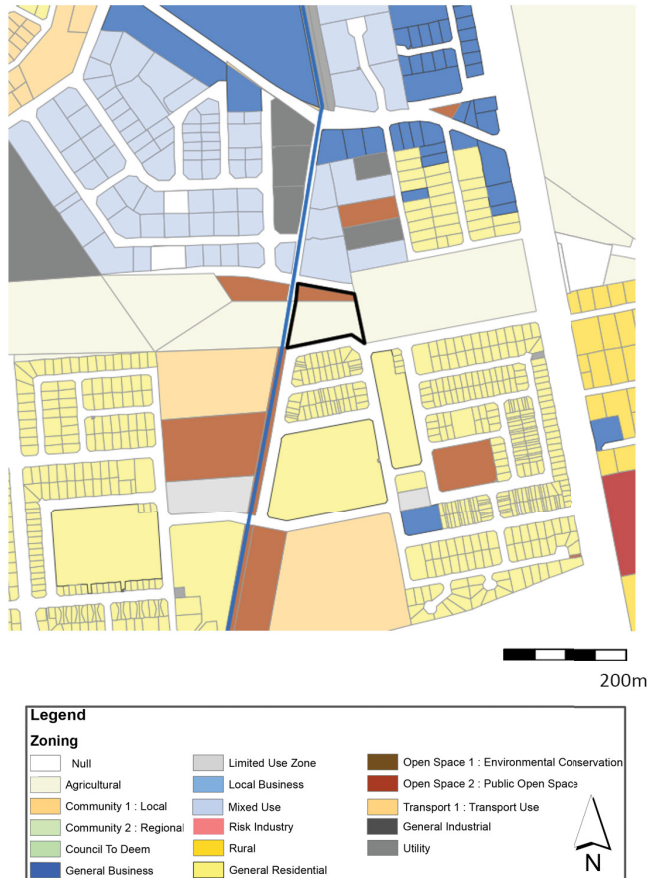 200m
Legend
Zoning
Null
Agricultural
Community 1 : Local
Community 2 : Regional
Council To Deem
General Business
Limited Use Zone
Local Business
Mixed Use
Risk Industry
Rural
General Residential
Open Space 1 : Environmental Conservation
Open Space 2 : Public Open Space
Transport 1 : Transport Use
General Industrial
Utility
N